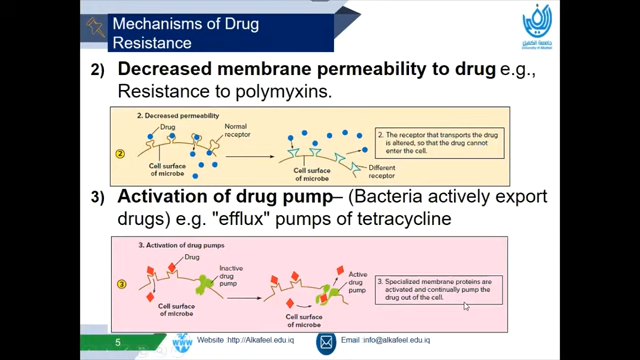 Mechanisms of Drug
Resistance
جامعة الكفيل
2) Decreased membrane permeability to drug e.g.,
Resistance to polymyxins.
2. Decreased permeability
Drug
Normal
receptor
2
Cell surface
of microbe
Cell surface
of microbe
Different
receptor
2. The receptor that transports the drug
is altered, so that the drug cannot
enter the cell.
3) Activation of drug pump– (Bacteria actively export
drugs) e.g. "efflux" pumps of tetracycline
3. Activation of drug pumps
Drug
Inactive
drug
pump
3
Cell surface
of microbe
Active
drug
pump
Cell surface
of microbe
3. Specialized membrane proteins are
activated and continually pump the
drug out of the cell.
5
WWW
Website :http://Alkafeel.edu.iq
Email :info@Alkafeel.edu.iq